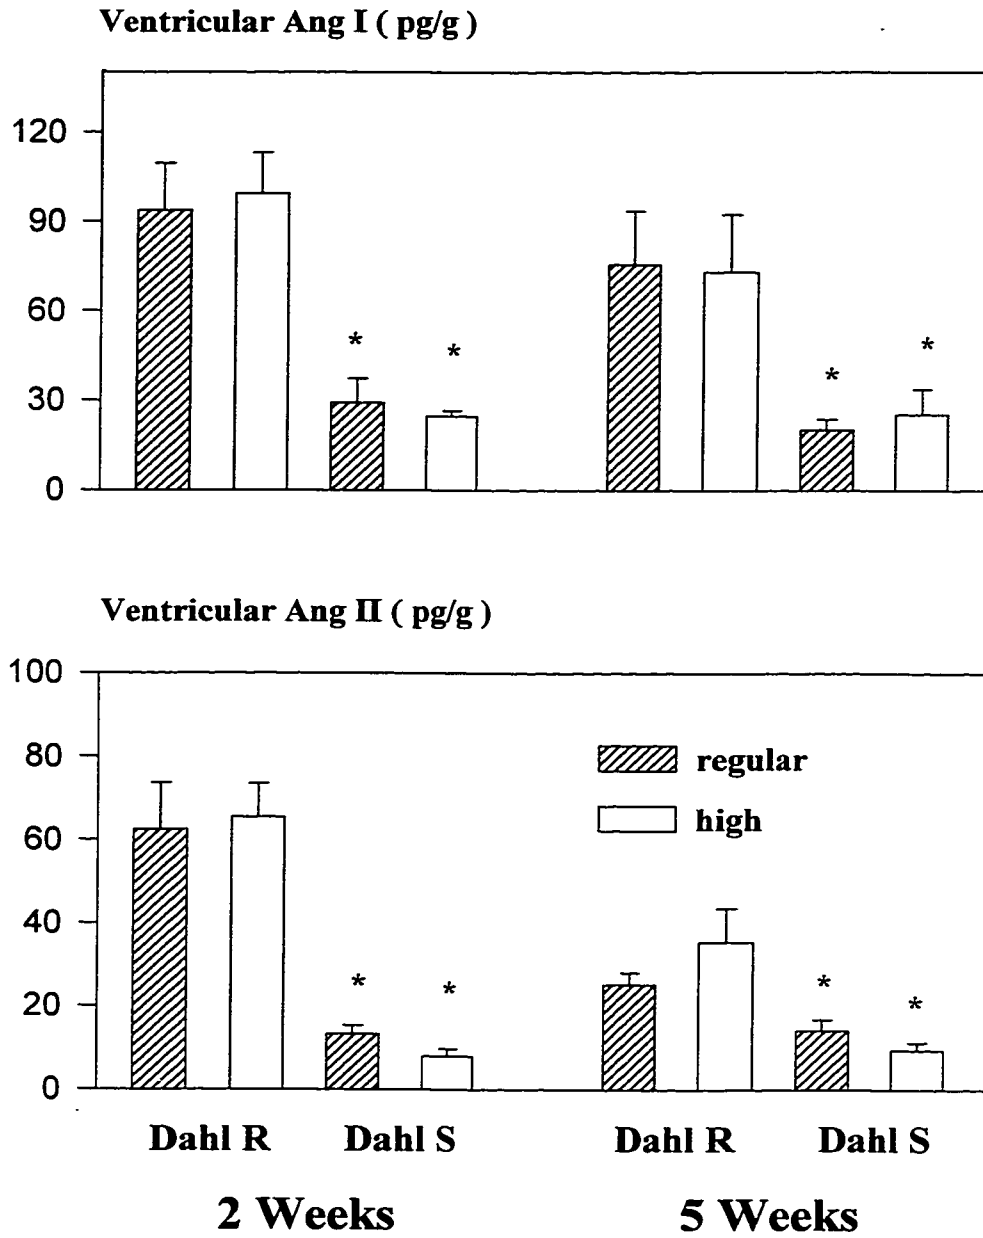 Ventricular Ang I ( pg/g )
120
90
60
30
0
* * * *
Ventricular Ang II ( pg/g )
100
80
60
40
20
0
regular
high
* * * *
Dahl R Dahl S Dahl R Dahl S
2 Weeks 5 Weeks